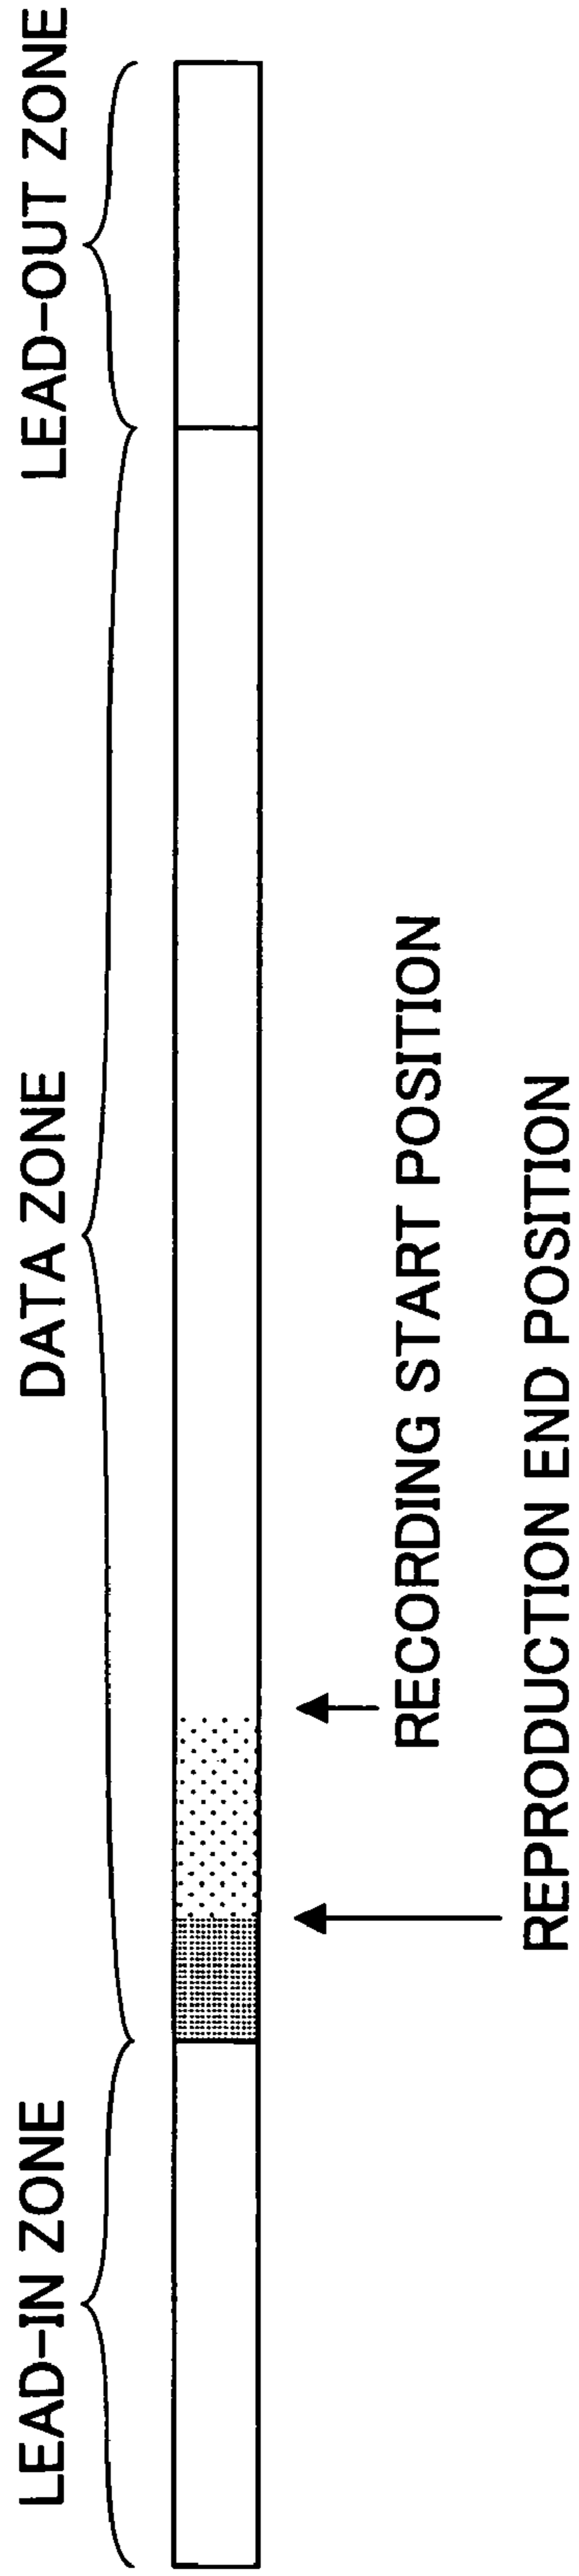 LEAD-IN ZONE
DATA ZONE
LEAD-OUT ZONE
RECORDING START POSITION
REPRODUCTION END POSITION